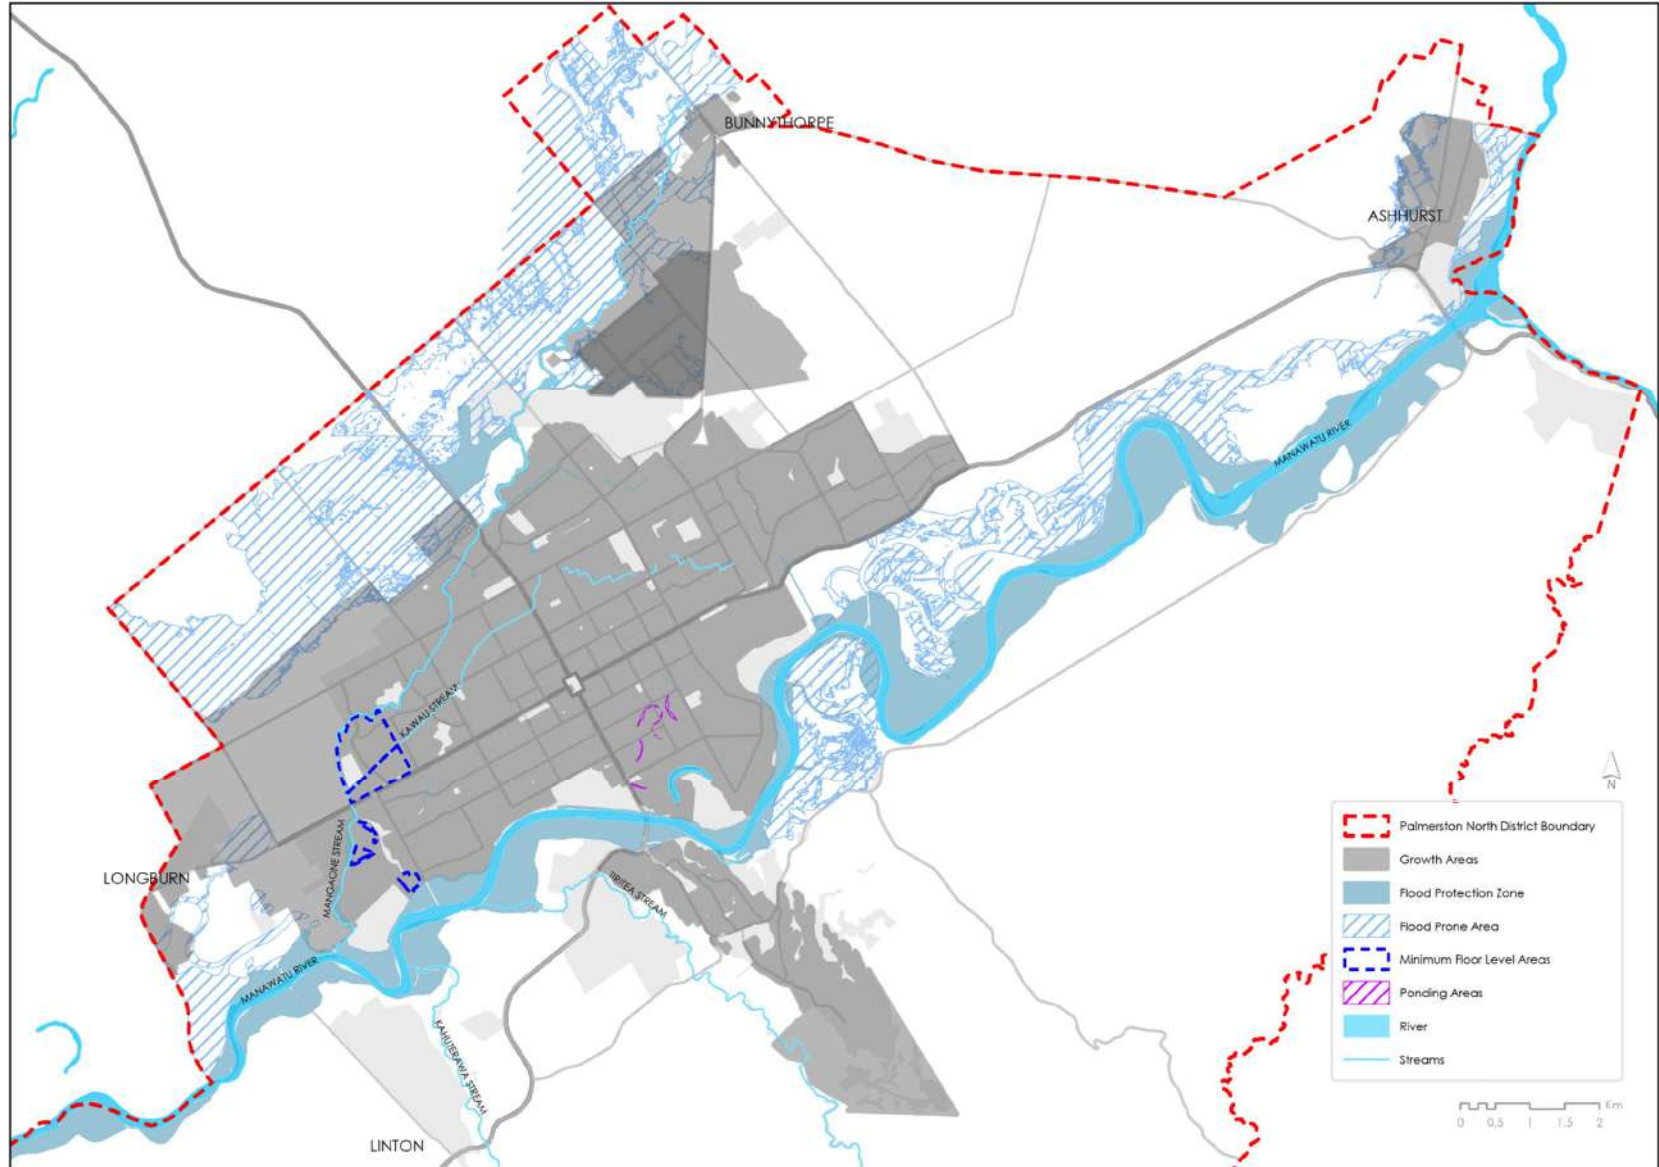 BUNNYTHORPE
ASHHURST
MANAWATU RIVER
KAWAU STREAM
MANGAONE STREAM
LONGBURN
TIRITEA STREAM
MANAWATU RIVER
KAHUTERAWA STREAM
LINTON
N
Palmerston North District Boundary
Growth Areas
Flood Protection Zone
Flood Prone Area
Minimum Floor Level Areas
Ponding Areas
River
Streams
Km
0 0.5 1 1.5 2